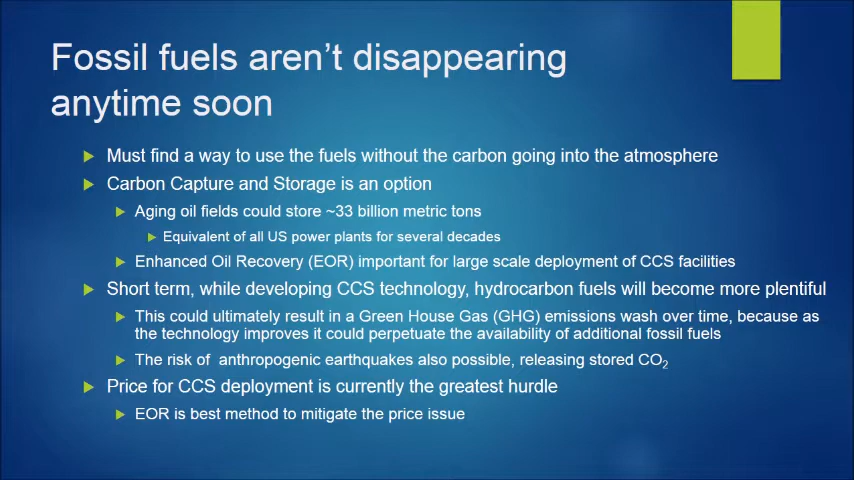 Fossil fuels aren’t disappearing
anytime soon
Must find a way to use the fuels without the carbon going into the atmosphere
Carbon Capture and Storage is an option
Aging oil fields could store ~33 billion metric tons
Equivalent of all US power plants for several decades
Enhanced Oil Recovery (EOR) important for large scale deployment of CCS facilities
Short term, while developing CCS technology, hydrocarbon fuels will become more plentiful
This could ultimately result in a Green House Gas (GHG) emissions wash over time, because as
the technology improves it could perpetuate the availability of additional fossil fuels
The risk of anthropogenic earthquakes also possible, releasing stored CO₂
Price for CCS deployment is currently the greatest hurdle
EOR is best method to mitigate the price issue